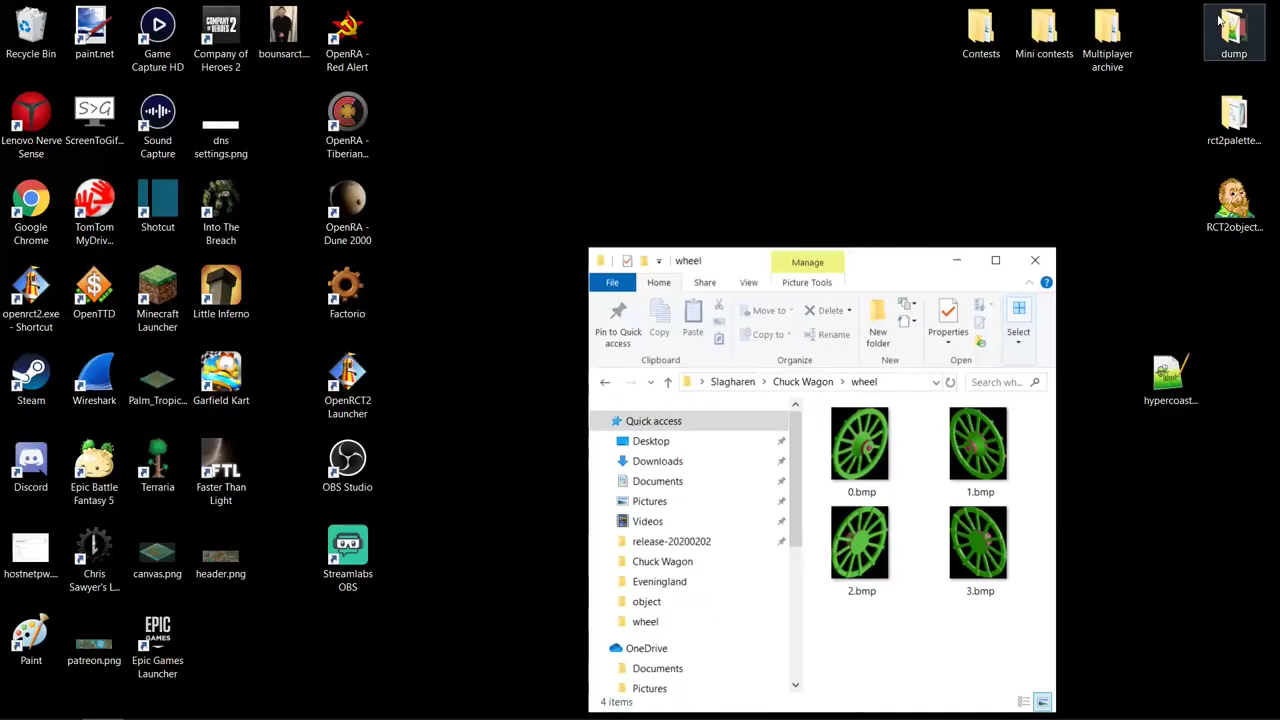 Recycle Bin
paint.net
Game
Capture HD
Company of
Heroes 2
bounsarct...
OpenRA -
Red Alert
Contests
Mini contests
Multiplayer
archive
dump
Lenovo Nerve
Sense
S>G
ScreenToGif...
Sound
Capture
dns
settings.png
OpenRA -
Tiberian...
rct2palette...
Google
Chrome
TomTom
MyDriv...
Shotcut
Into The
Breach
OpenRA -
Dune 2000
RCT2object...
openrct2.exe
- Shortcut
OpenTTD
Minecraft
Launcher
Little Inferno
Factorio
Steam
Wireshark
Palm_Tropic...
Garfield Kart
OpenRCT2
Launcher
hypercoast...
Discord
Epic Battle
Fantasy 5
Terraria
FTL
Faster Than
Light
OBS Studio
hostnetpw....
Chris
Sawyer's L...
canvas.png
header.png
Streamlabs
OBS
Paint
patreon.png
EPIC
GAMES
Epic Games
Launcher
wheel
Manage
File
Home
Share
View
Picture Tools
Pin to Quick
access
Copy
Paste
Move to
Copy to
Delete
Rename
New
folder
Properties
Select
Clipboard
Organize
New
Open
Slagharen
Chuck Wagon
wheel
Search wh...
Quick access
Desktop
Downloads
Documents
Pictures
Videos
release-20200202
Chuck Wagon
Eveningland
object
wheel
OneDrive
Documents
Pictures
0.bmp
1.bmp
2.bmp
3.bmp
4 items